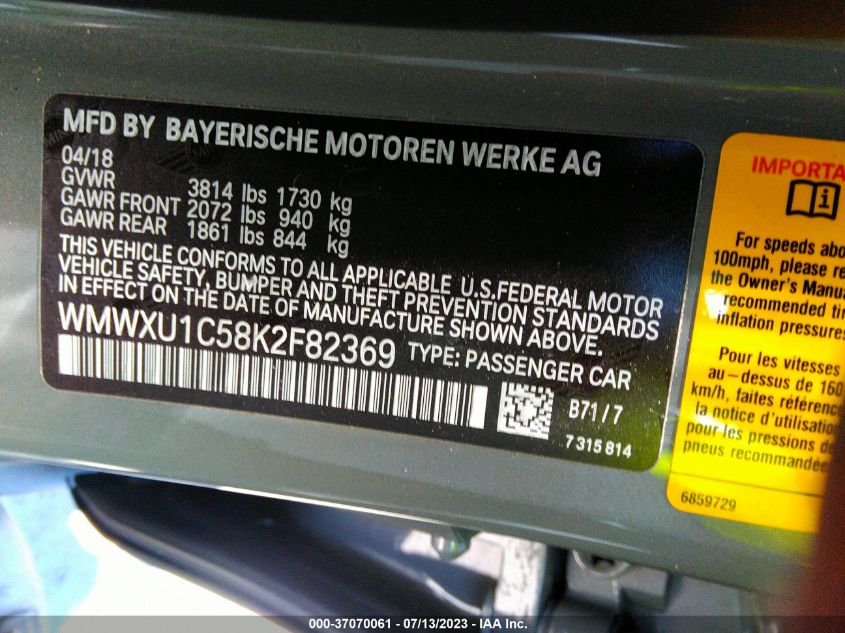 MFD BY BAYERISCHE MOTOREN WERKE AG
04/18
GVWR 3814 lbs 1730 kg
GAWR FRONT 2072 lbs 940 kg
GAWR REAR 1861 lbs 844 kg
THIS VEHICLE CONFORMS TO ALL APPLICABLE U.S.FEDERAL MOTOR
VEHICLE SAFETY, BUMPER AND THEFT PREVENTION STANDARDS
IN EFFECT ON THE DATE OF MANUFACTURE SHOWN ABOVE.
WMWXU1C58K2F82369 TYPE: PASSENGER CAR
B71/7
7315814
IMPORTA
For speeds abo
100mph, please re
the Owner's Manua
recommended tir
inflation pressure
Pour les vitesses
au-dessus de 160
km/h, faites référenc
la notice d'utilisation
pour les pressions de
pneus recommandée
6859729
000-37070061 - 07/13/2023 - IAA Inc.